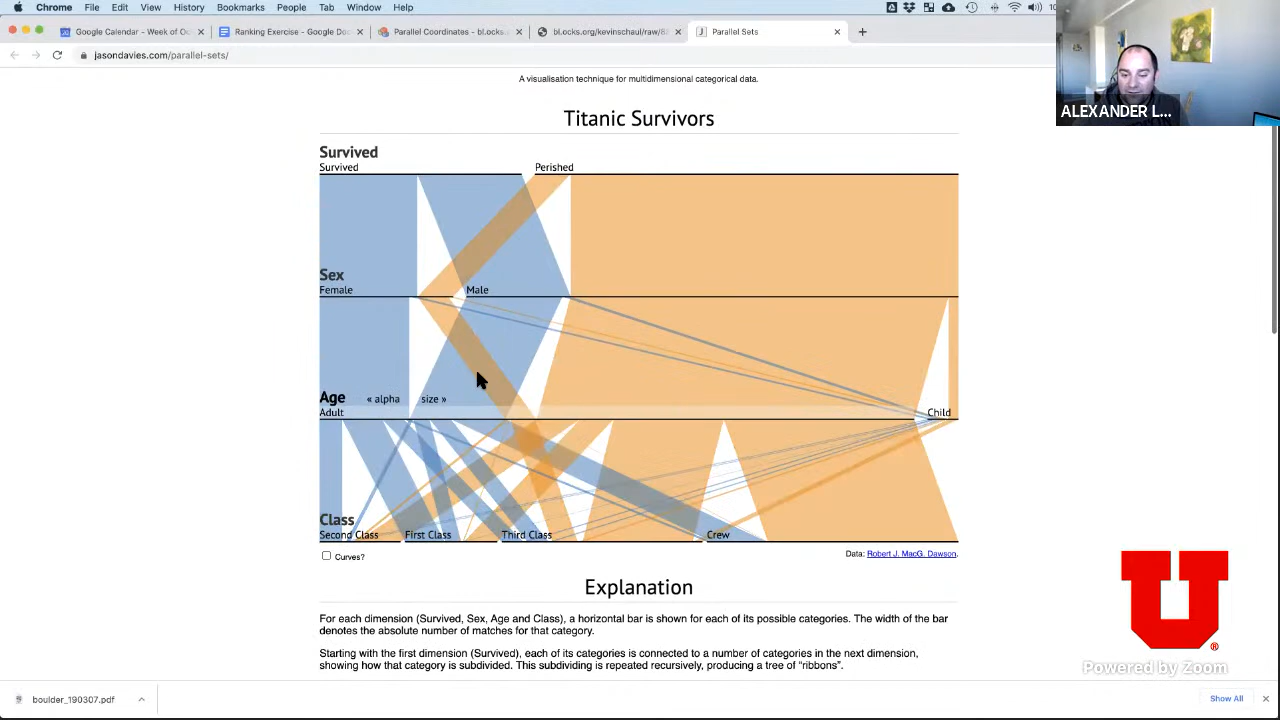 Chrome File Edit View History Bookmarks People Tab Window Help
Google Calendar - Week of Oc
Ranking Exercise - Google Doc
Parallel Coordinates - bl.ocks.
bl.ocks.org/kevinschaul/raw/8
Parallel Sets
jasondavies.com/parallel-sets/
ALEXANDER L...
A visualisation technique for multidimensional categorical data.
Titanic Survivors
Survived
Survived Perished
Sex
Female Male
Age « alpha size »
Adult Child
Class
Second Class First Class Third Class Crew
Curves? Data: Robert J. MacG. Dawson.
Explanation
For each dimension (Survived, Sex, Age and Class), a horizontal bar is shown for each of its possible categories. The width of the bar
denotes the absolute number of matches for that category.
Starting with the first dimension (Survived), each of its categories is connected to a number of categories in the next dimension,
showing how that category is subdivided. This subdividing is repeated recursively, producing a tree of “ribbons”.
U
®
Powered by Zoom
boulder_190307.pdf
Show All